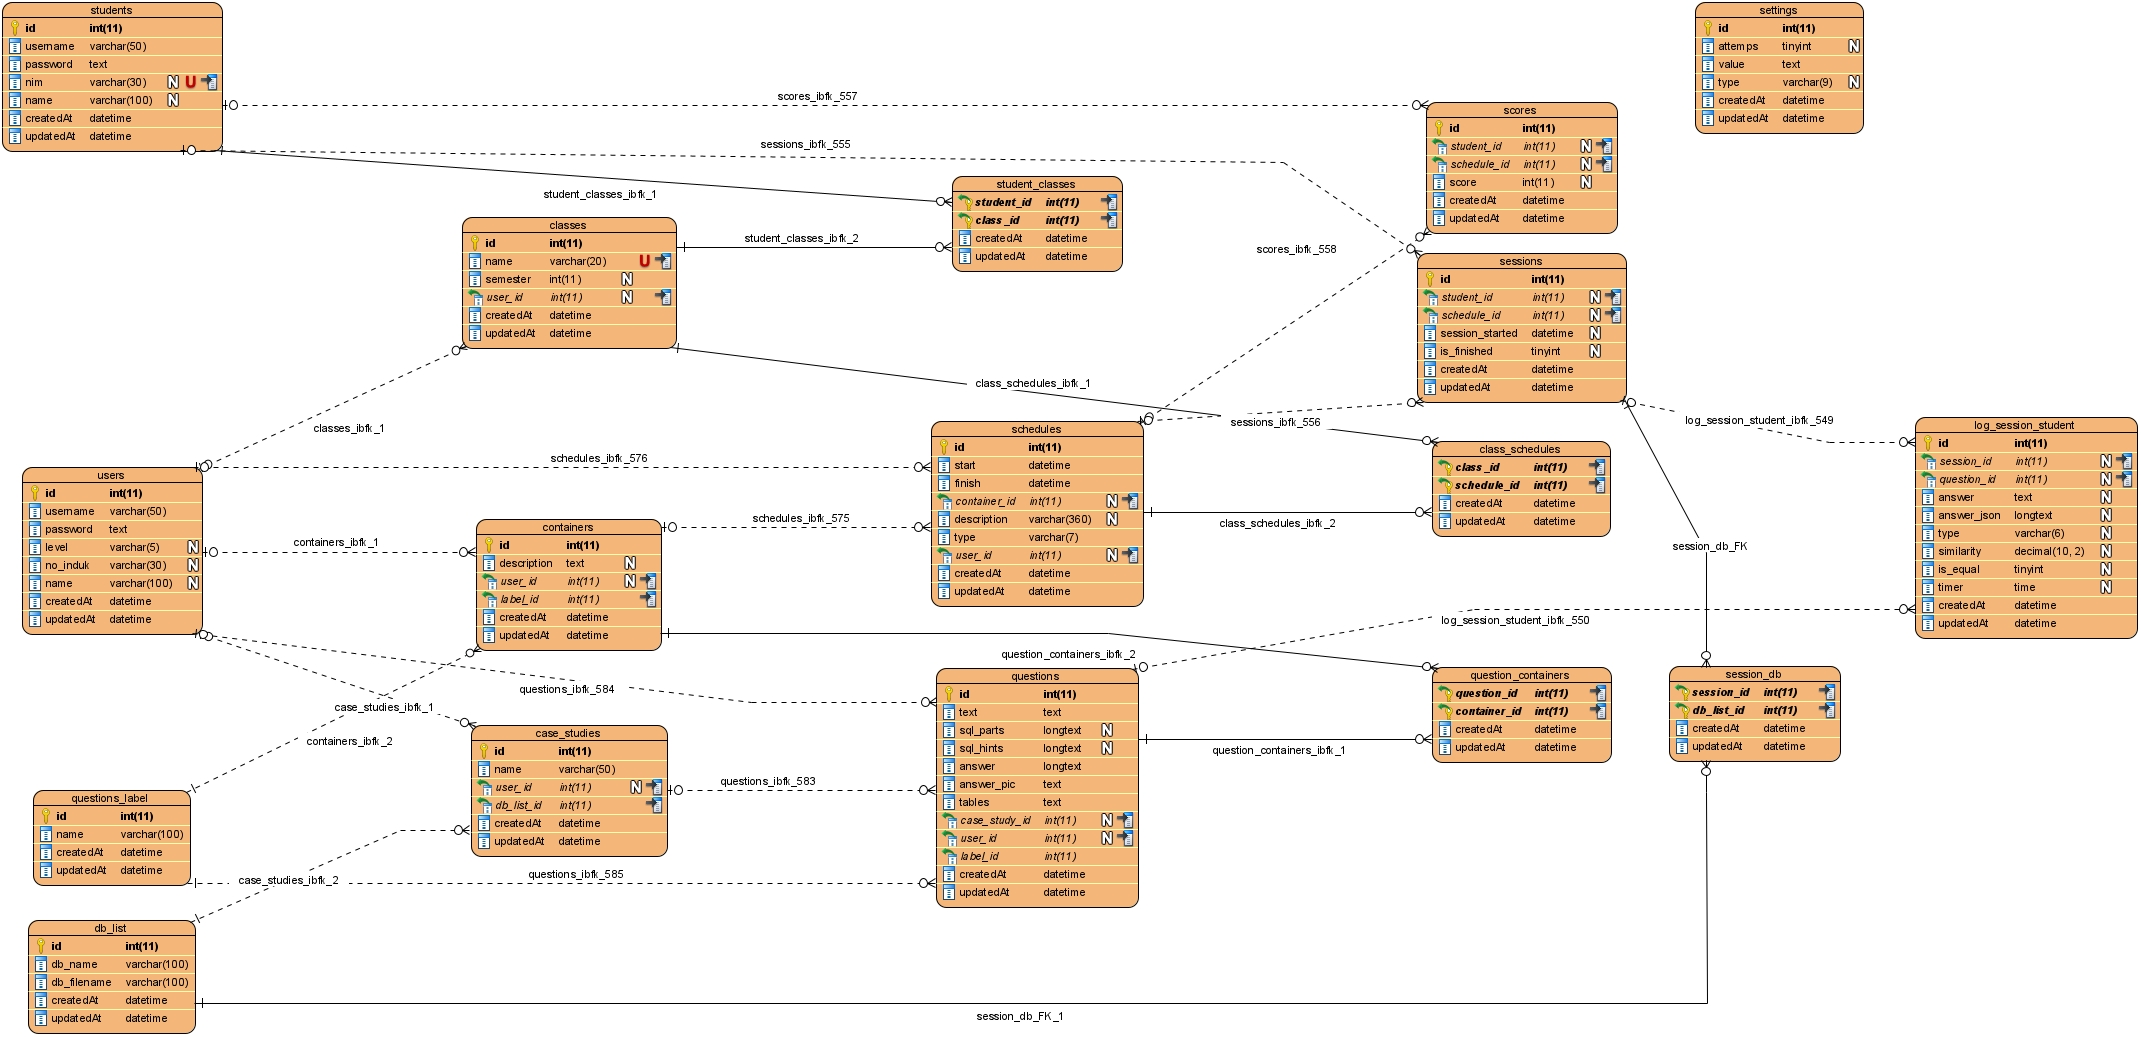 students
id int(11)
username varchar(50)
password text
nim varchar(30) N U
name varchar(100) N
createdAt datetime
updatedAt datetime
settings
id int(11)
attemps tinyint N
value text
type varchar(9) N
createdAt datetime
updatedAt datetime
scores_ibfk_557
scores
id int(11)
student_id int(11) N
schedule_id int(11) N
score int(11) N
createdAt datetime
updatedAt datetime
sessions_ibfk_555
student_classes_ibfk_1
student_classes
student_id int(11)
class_id int(11)
createdAt datetime
updatedAt datetime
classes
id int(11)
name varchar(20) U
semester int(11) N
user_id int(11) N
createdAt datetime
updatedAt datetime
student_classes_ibfk_2
scores_ibfk_558
sessions
id int(11)
student_id int(11) N
schedule_id int(11) N
session_started datetime N
is_finished tinyint N
createdAt datetime
updatedAt datetime
class_schedules_ibfk_1
classes_ibfk_1
sessions_ibfk_556
log_session_student_ibfk_549
schedules
id int(11)
start datetime
finish datetime
container_id int(11) N
description varchar(360) N
type varchar(7)
user_id int(11) N
createdAt datetime
updatedAt datetime
log_session_student
id int(11)
session_id int(11) N
question_id int(11) N
answer text N
answer_json longtext N
type varchar(6) N
similarity decimal(10, 2) N
is_equal tinyint N
timer time N
createdAt datetime
updatedAt datetime
class_schedules
class_id int(11)
schedule_id int(11)
createdAt datetime
updatedAt datetime
schedules_ibfk_576
users
id int(11)
username varchar(50)
password text
level varchar(5) N
no_induk varchar(30) N
name varchar(100) N
createdAt datetime
updatedAt datetime
containers_ibfk_1
containers
id int(11)
description text N
user_id int(11) N
label_id int(11)
createdAt datetime
updatedAt datetime
schedules_ibfk_575
class_schedules_ibfk_2
session_db_FK
log_session_student_ibfk_550
question_containers_ibfk_2
questions
id int(11)
text text
sql_parts longtext N
sql_hints longtext N
answer longtext
answer_pic text
tables text
case_study_id int(11) N
user_id int(11) N
label_id int(11)
createdAt datetime
updatedAt datetime
question_containers
question_id int(11)
container_id int(11)
createdAt datetime
updatedAt datetime
session_db
session_id int(11)
db_list_id int(11)
createdAt datetime
updatedAt datetime
questions_ibfk_584
case_studies_ibfk_1
containers_ibfk_2
case_studies
id int(11)
name varchar(50)
user_id int(11) N
db_list_id int(11)
createdAt datetime
updatedAt datetime
questions_ibfk_583
question_containers_ibfk_1
questions_label
id int(11)
name varchar(100)
createdAt datetime
updatedAt datetime
case_studies_ibfk_2
questions_ibfk_585
db_list
id int(11)
db_name varchar(100)
db_filename varchar(100)
createdAt datetime
updatedAt datetime
session_db_FK_1